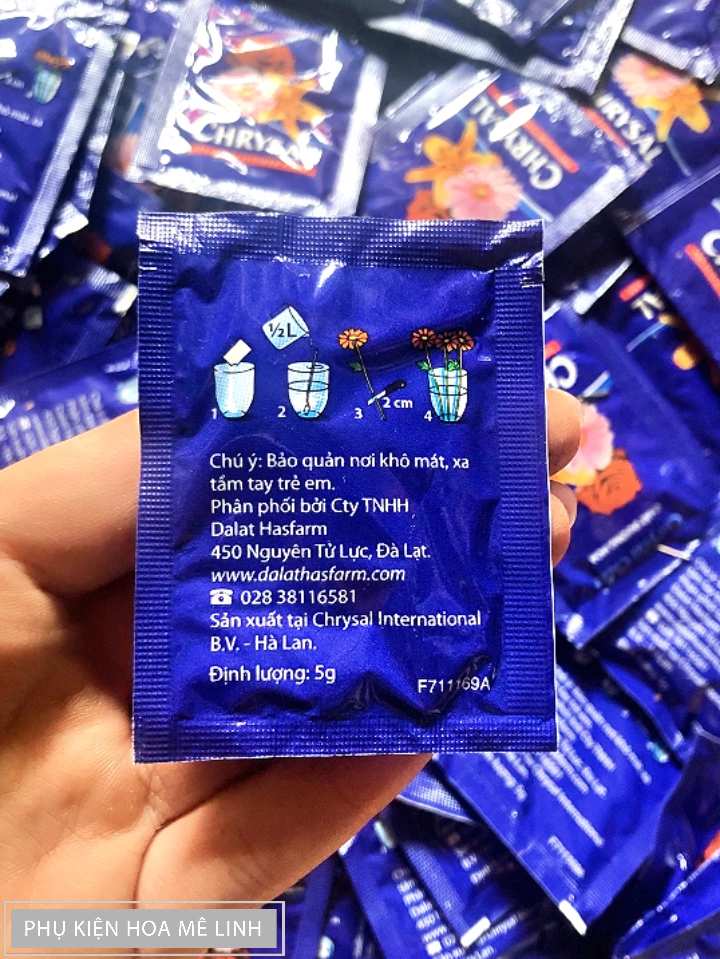 CHRYSAL
CHRYSAL
½L
1
2
3
2 cm
4
Chú ý: Bảo quản nơi khô mát, xa
tầm tay trẻ em.
Phân phối bởi Cty TNHH
Dalat Hasfarm
450 Nguyên Tử Lực, Đà Lạt.
www.dalathasfarm.com
☎ 028 38116581
Sản xuất tại Chrysal International
B.V. - Hà Lan.
Định lượng: 5g
PHỤ KIỆN HOA MÊ LINH